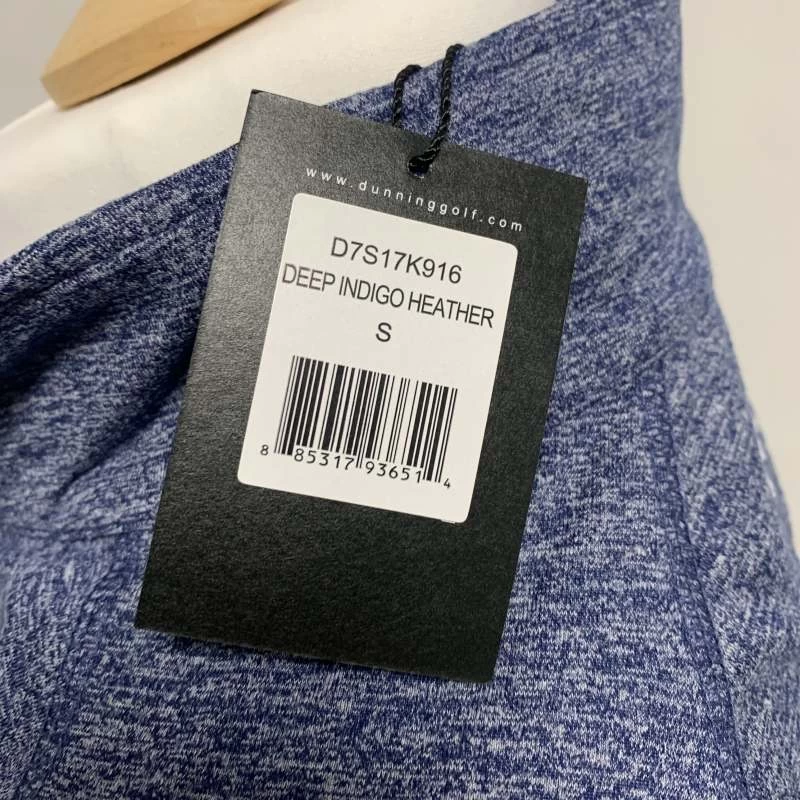 www.dunninggolf.com
D7S17K916
DEEP INDIGO HEATHER
S
8 85317 93651 4